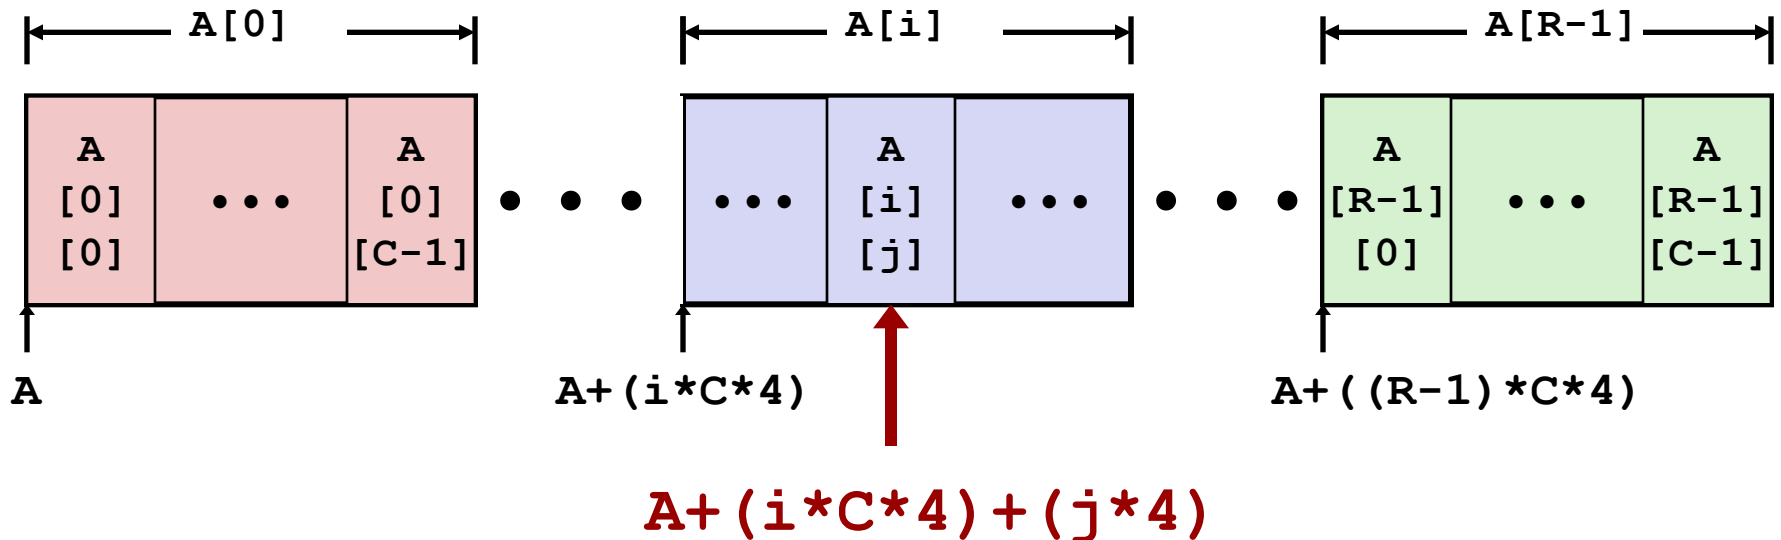 A[0] A[i] A[R-1]
A A A A A
[0] ••• [0] • • • ••• [i] ••• • • • [R-1] ••• [R-1]
[0] [C-1] [j] [0] [C-1]
A A+(i*C*4) A+((R-1)*C*4)
A+(i*C*4)+(j*4)